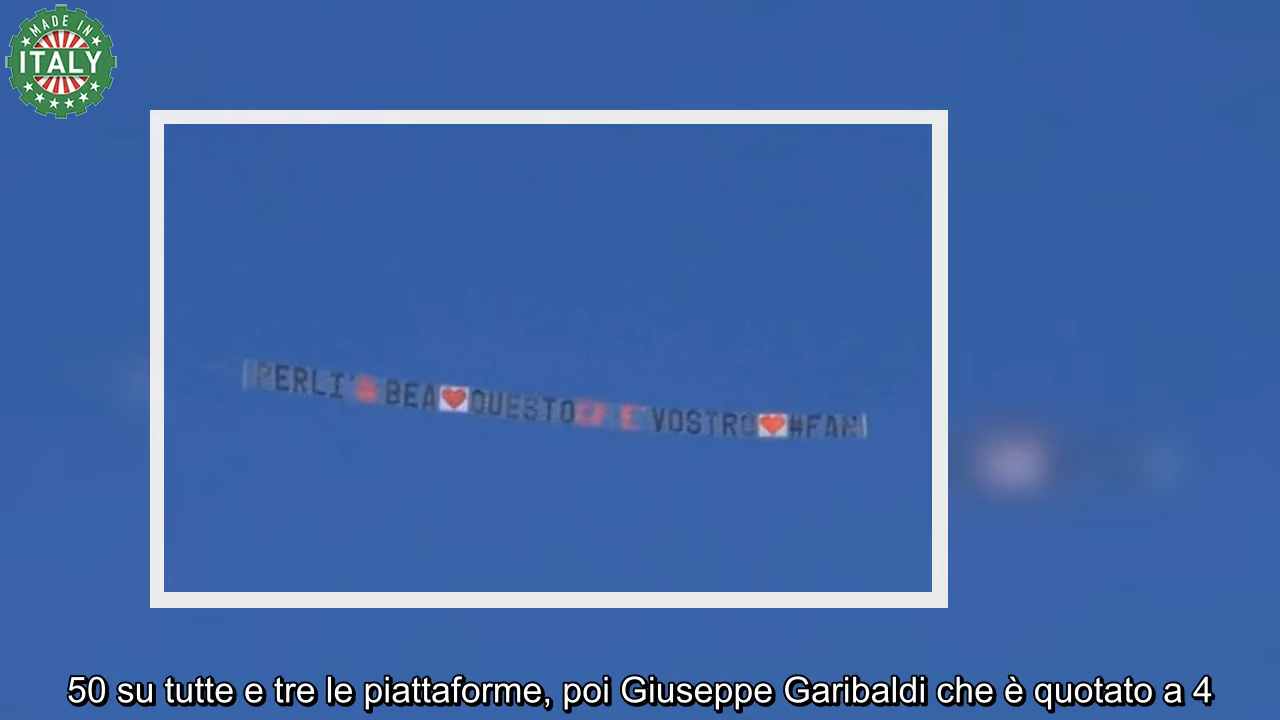 MADE IN
ITALY
PERLI' & BEA❤QUESTO GF E' VOSTRO❤#FAN
50 su tutte e tre le piattaforme, poi Giuseppe Garibaldi che è quotato a 4